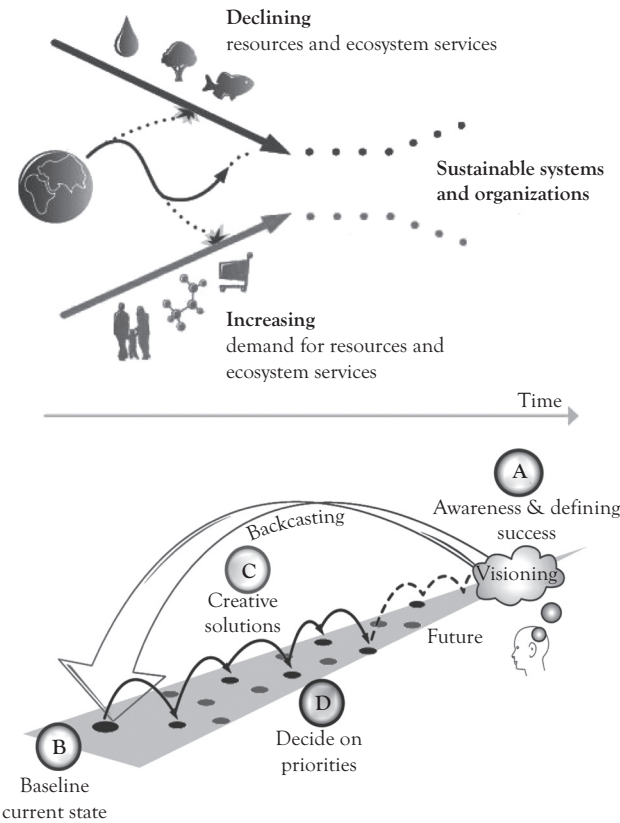 Declining
resources and ecosystem services
Sustainable systems
and organizations
Increasing
demand for resources and
ecosystem services
Time
A
Awareness & defining
success
Backcasting
Visioning
C
Creative
solutions
Future
D
Decide on
priorities
B
Baseline
current state